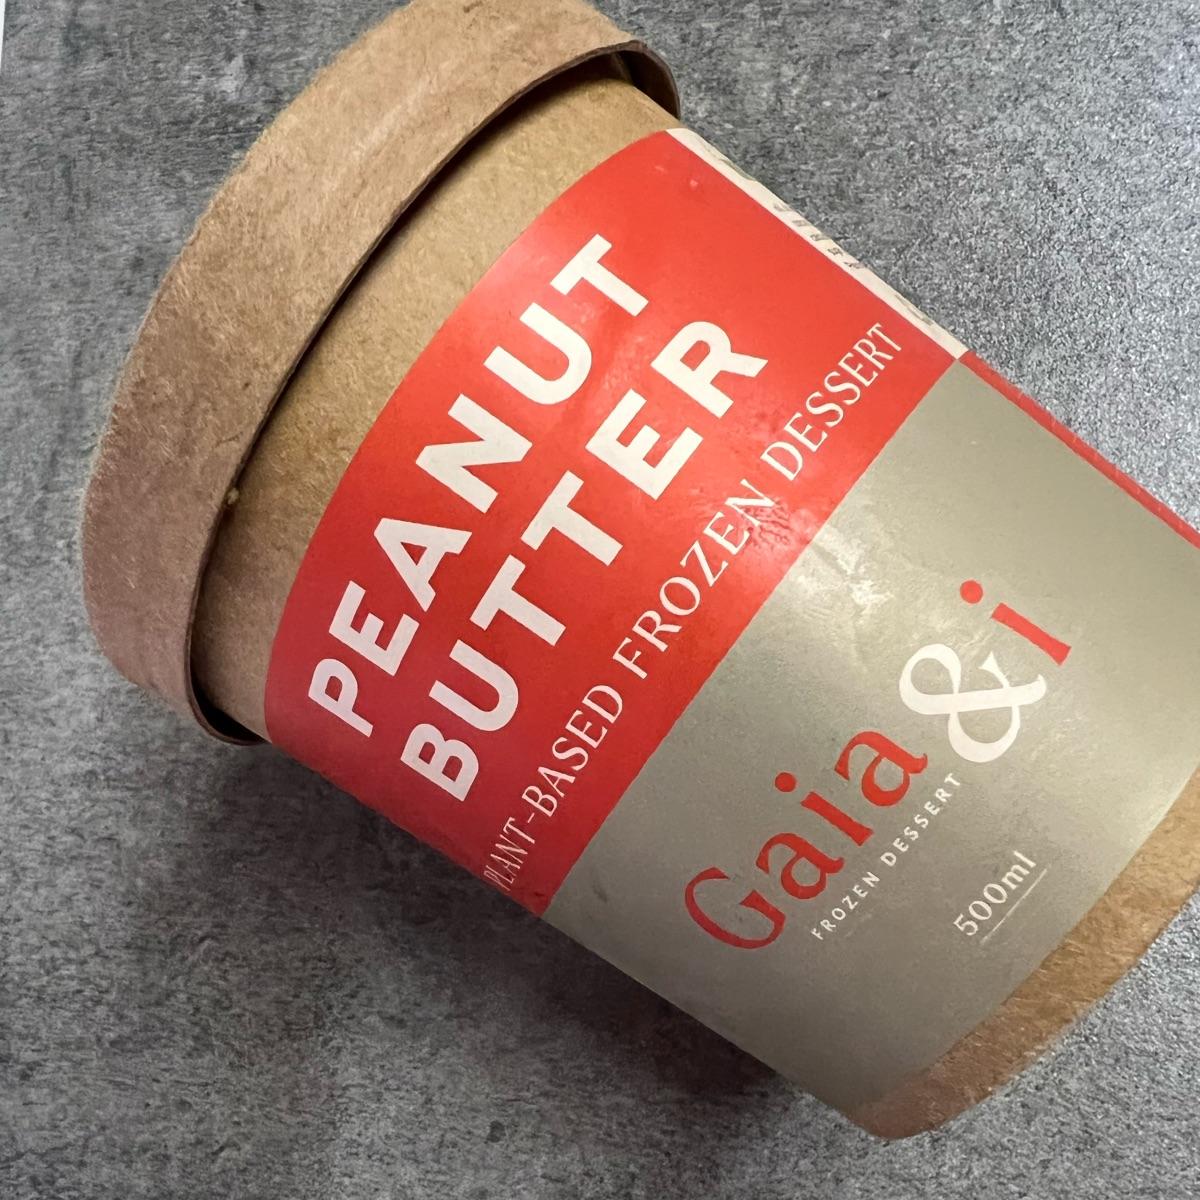 PEANUT
BUTTER
PLANT-BASED FROZEN DESSERT
Gaia & i
FROZEN DESSERT
500ml